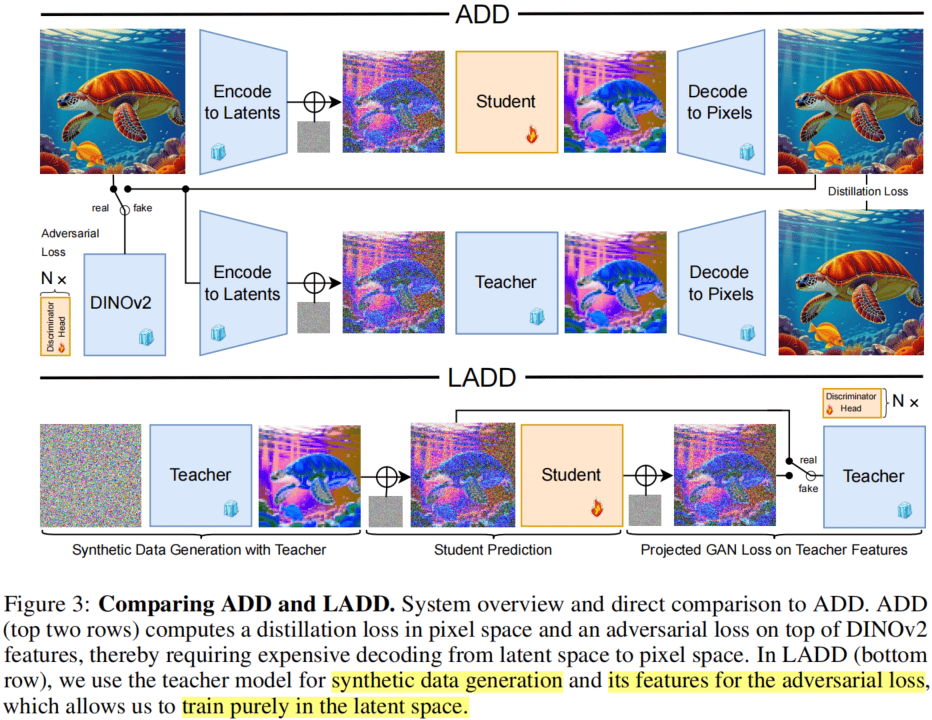 ADD
Encode
to Latents
Student
Decode
to Pixels
real
fake
Distillation Loss
Adversarial
Loss
N ×
Discriminator
Head
DINOv2
Encode
to Latents
Teacher
Decode
to Pixels
LADD
Discriminator
Head
N ×
Teacher
Student
real
fake
Teacher
Synthetic Data Generation with Teacher
Student Prediction
Projected GAN Loss on Teacher Features
Figure 3: Comparing ADD and LADD. System overview and direct comparison to ADD. ADD
(top two rows) computes a distillation loss in pixel space and an adversarial loss on top of DINOv2
features, thereby requiring expensive decoding from latent space to pixel space. In LADD (bottom
row), we use the teacher model for synthetic data generation and its features for the adversarial loss,
which allows us to train purely in the latent space.